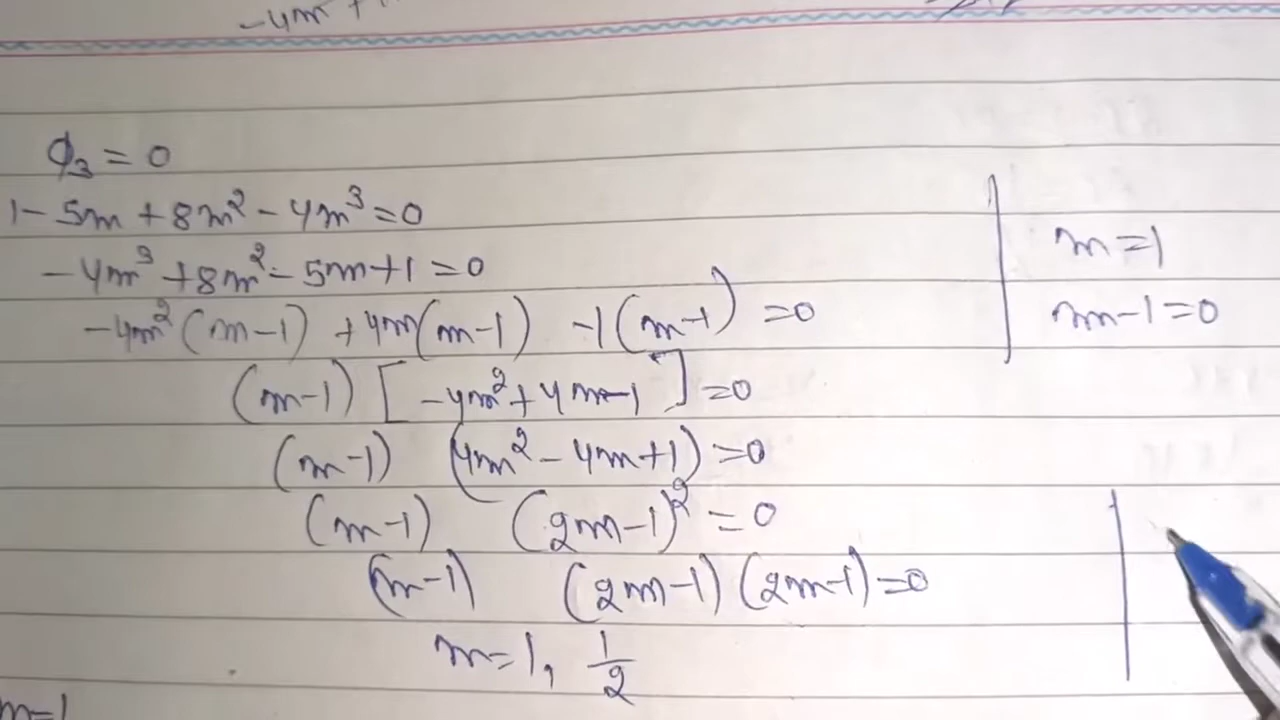 -4m +
ϕ₃ = 0
1 - 5m + 8m² - 4m³ = 0
-4m³ + 8m² - 5m + 1 = 0
-4m² (m-1) + 4m (m-1) -1 (m-1) = 0
(m-1) [ -4m² + 4m - 1 ] = 0
(m-1) (4m² - 4m + 1) = 0
(m-1) (2m-1)² = 0
(m-1) (2m-1) (2m-1) = 0
m = 1, 1/2
m = 1
m = 1
m - 1 = 0